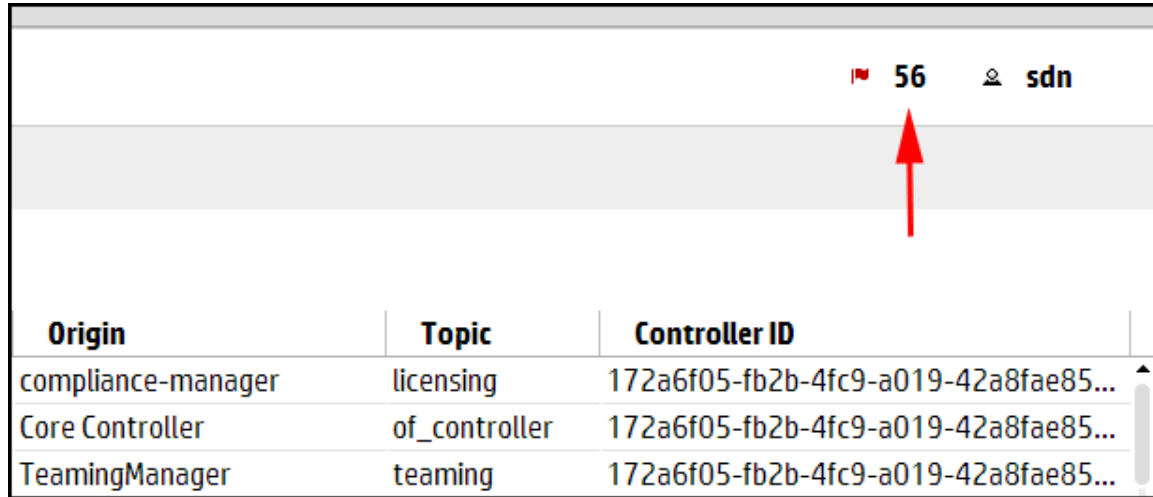 56 sdn
Origin Topic Controller ID
compliance-manager licensing 172a6f05-fb2b-4fc9-a019-42a8fae85...
Core Controller of_controller 172a6f05-fb2b-4fc9-a019-42a8fae85...
TeamingManager teaming 172a6f05-fb2b-4fc9-a019-42a8fae85...